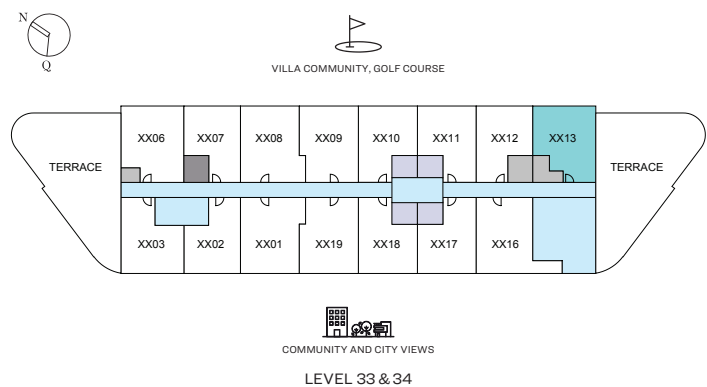 N
Q
VILLA COMMUNITY, GOLF COURSE
XX06 XX07 XX08 XX09 XX10 XX11 XX12 XX13
TERRACE TERRACE
XX03 XX02 XX01 XX19 XX18 XX17 XX16
COMMUNITY AND CITY VIEWS
LEVEL 33 & 34